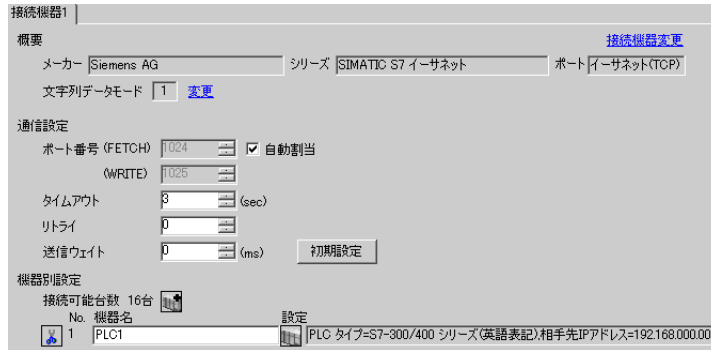 接続機器1
概要
接続機器変更
メーカー Siemens AG シリーズ SIMATIC S7 イーサネット ポート イーサネット(TCP)
文字列データモード 1 変更
通信設定
ポート番号 (FETCH) 1024 自動割当
(WRITE) 1025
タイムアウト 3 (sec)
リトライ 0
送信ウェイト 0 (ms) 初期設定
機器別設定
接続可能台数 16台
No. 機器名 設定
1 PLC1 PLC タイプ=S7-300/400 シリーズ(英語表記),相手先IPアドレス=192.168.000.00